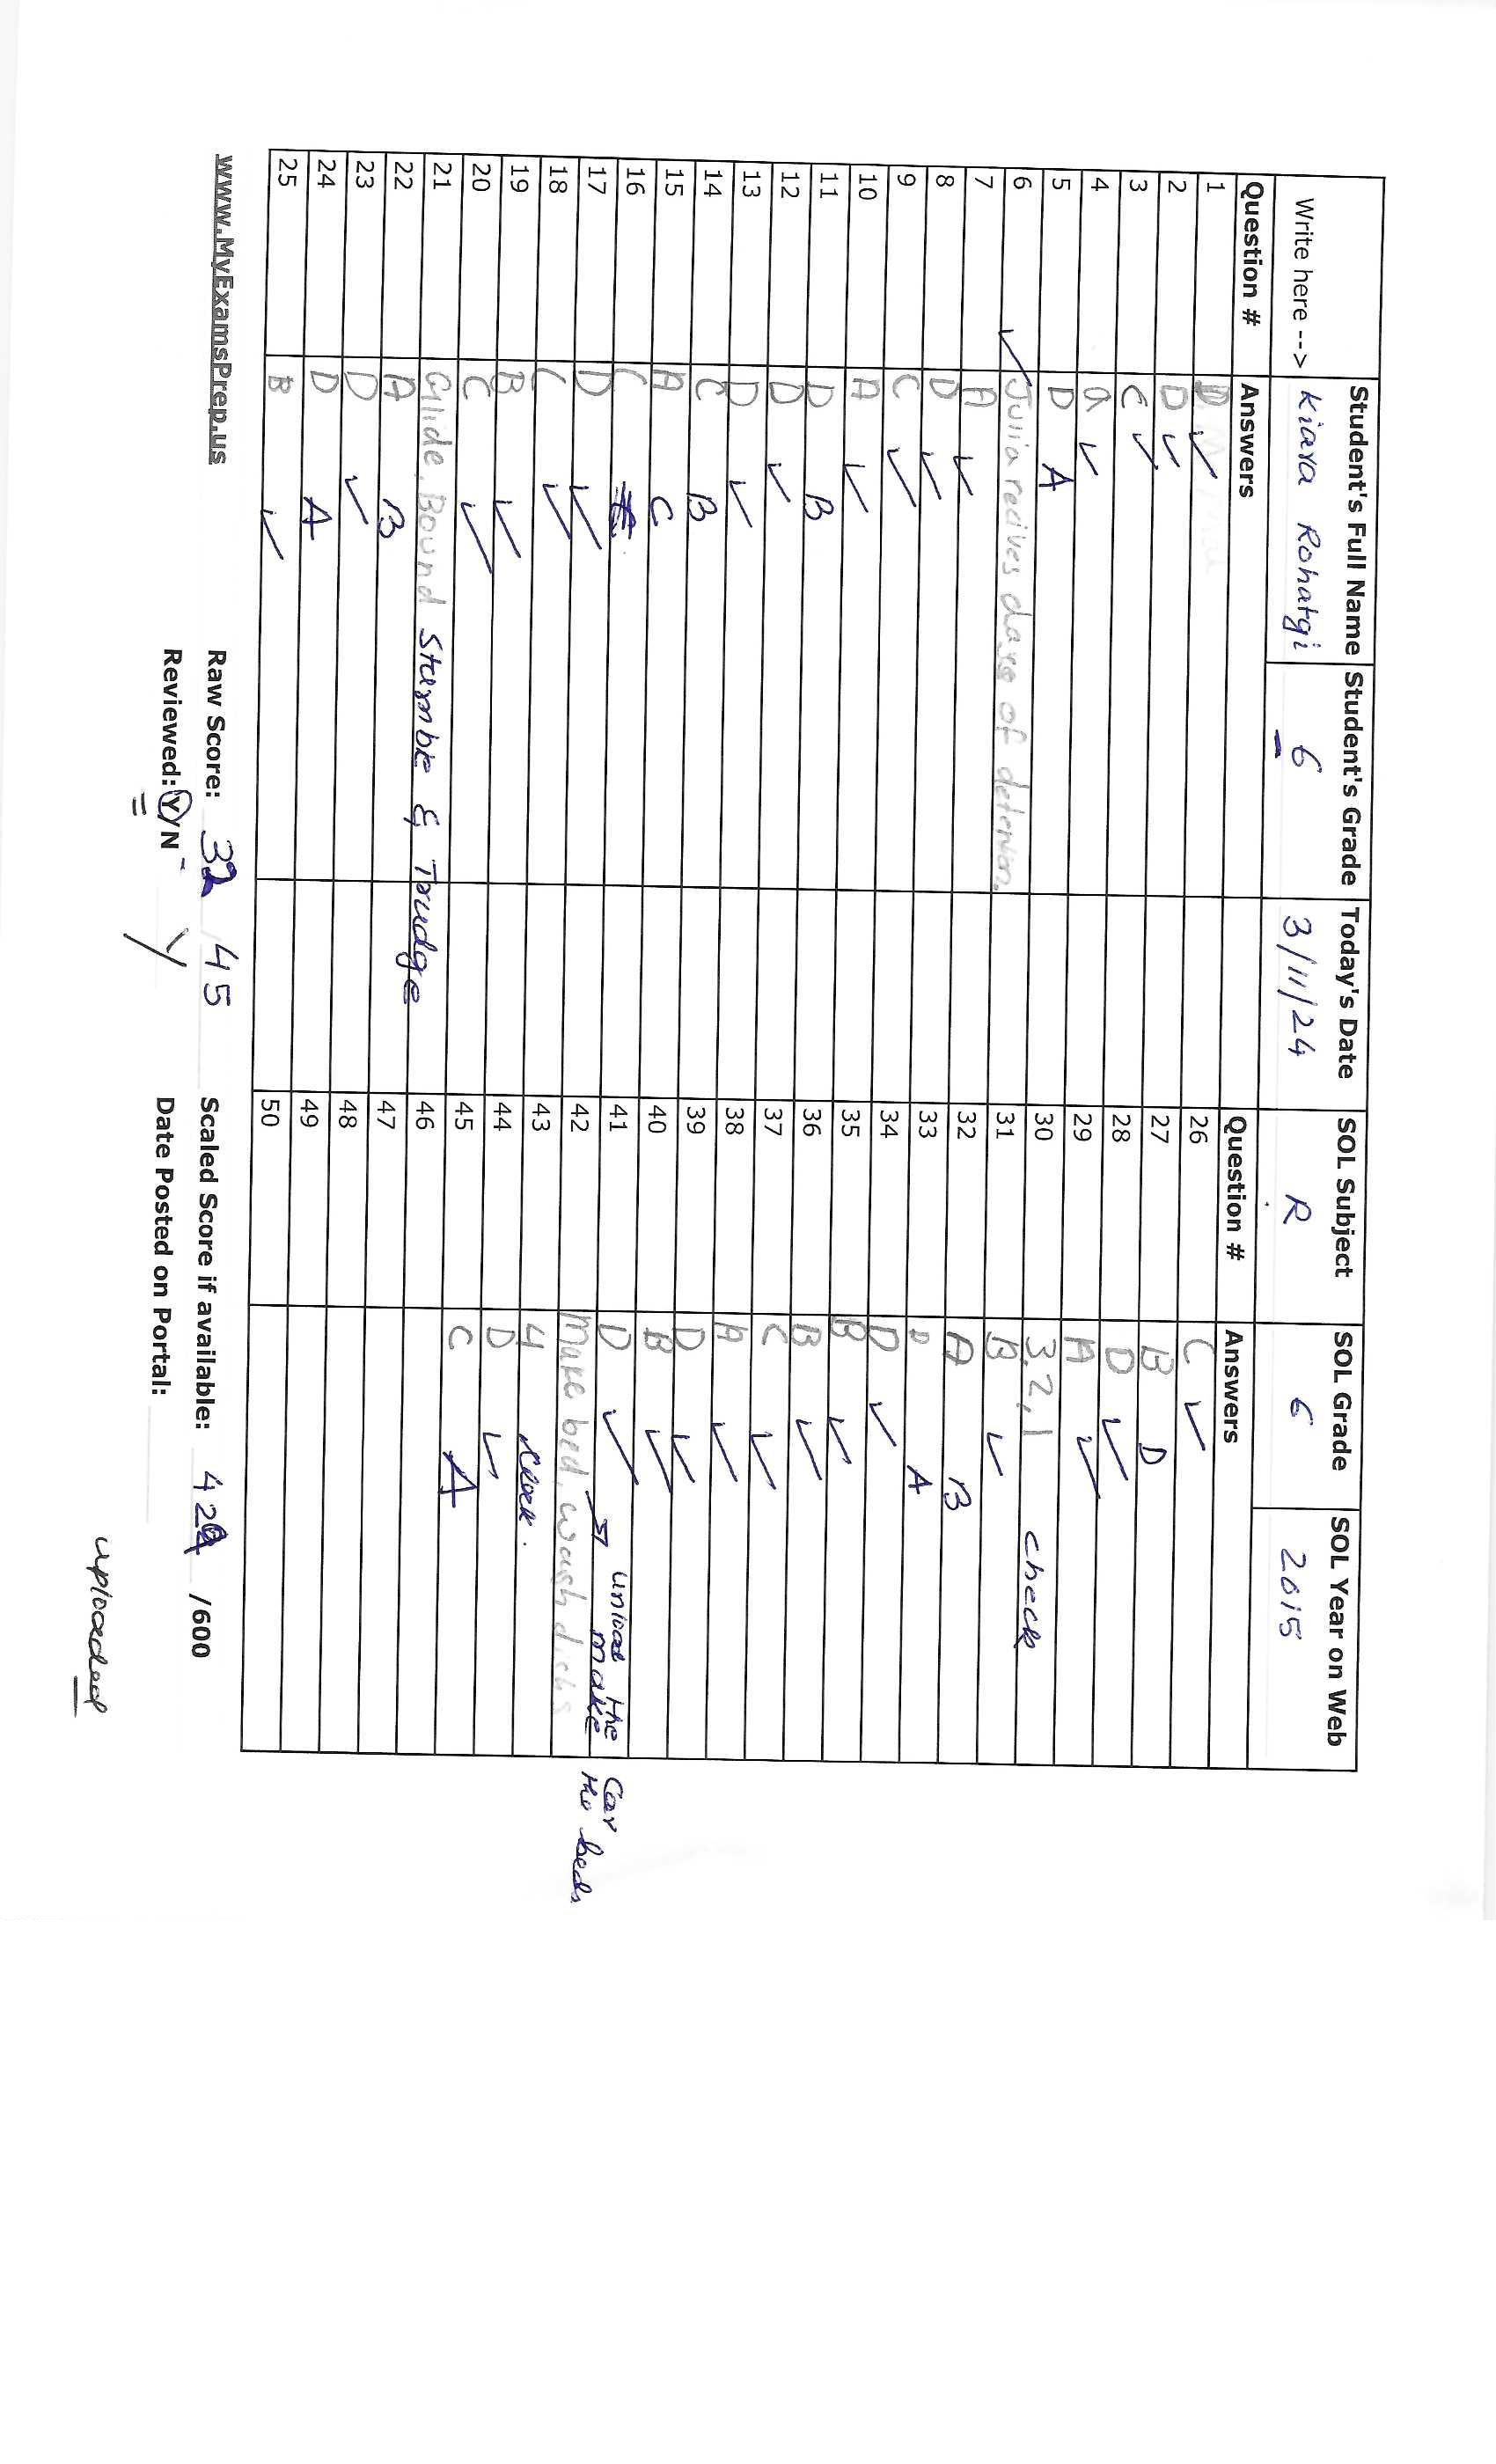 Student's Full Name Student's Grade Today's Date SOL Subject SOL Grade SOL Year on Web
Write here --> Kiara Rohatgi 6 3/11/24 R 6 2015
Question # Answers Question # Answers
1 D ✓ 26 C ✓
2 D ✓ 27 B D
3 C ✓ 28 D ✓
4 a ✓ 29 A ✓
5 D A 30 3,2,1 check
6 ✓ Julia recives days of detention. 31 B ✓
7 A ✓ 32 A B
8 D ✓ 33 D A
9 C ✓ 34 D ✓
10 A ✓ 35 B ✓
11 D B 36 B ✓
12 D ✓ 37 C ✓
13 D ✓ 38 A ✓
14 C B 39 D ✓
15 A C 40 B ✓
16 C 41 D ✓ unload the car
17 D ✓ make the beds
18 C ✓ 42 Make bed, wash dishs
19 B ✓ 43 4
20 C ✓ 44 D ✓
21 Glide, Bound Stumble & Trudge 45 C A
22 A B 46
23 D ✓ 47
24 D A 48
25 B ✓ 49
50
www.MyExamsPrep.us Raw Score: 32 / 45 Scaled Score if available: 42 /600
Reviewed: Y/N Y Date Posted on Portal:
uploaded